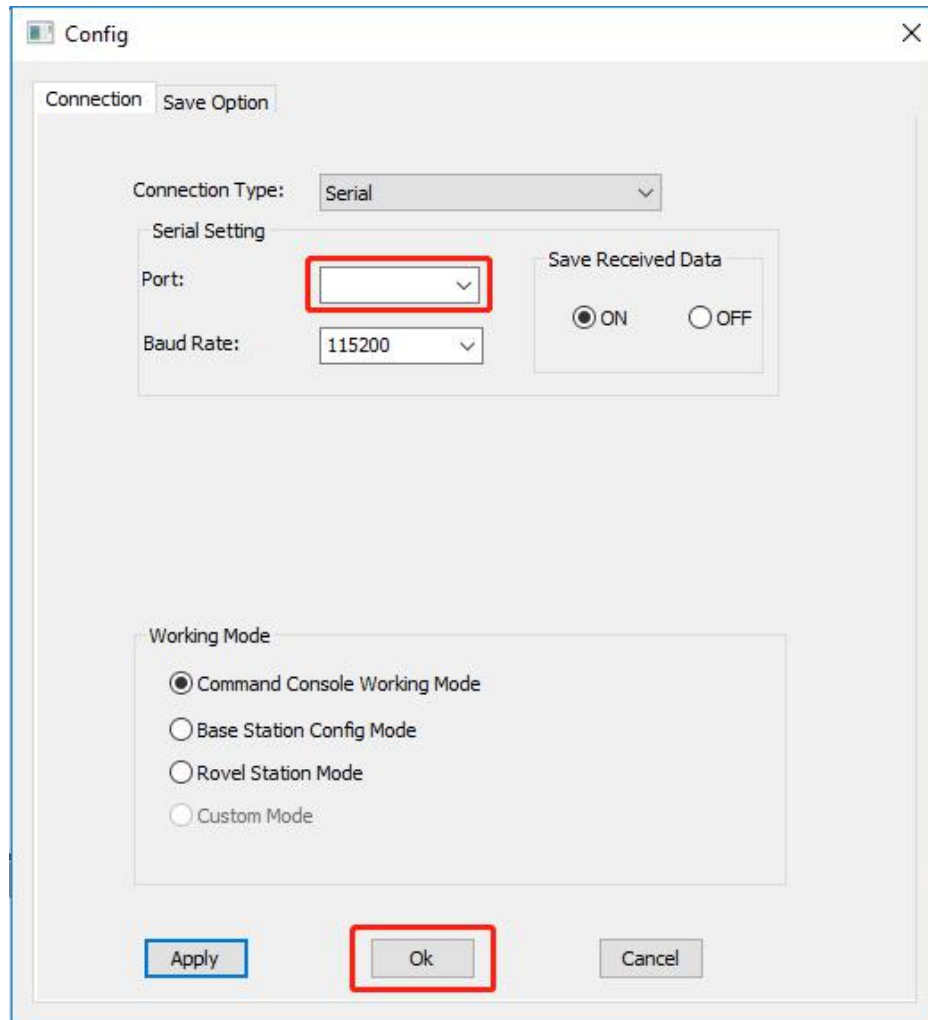 Config
Connection
Save Option
Connection Type:
Serial
Serial Setting
Port:
Save Received Data
ON
OFF
Baud Rate:
115200
Working Mode
Command Console Working Mode
Base Station Config Mode
Rovel Station Mode
Custom Mode
Apply
Ok
Cancel